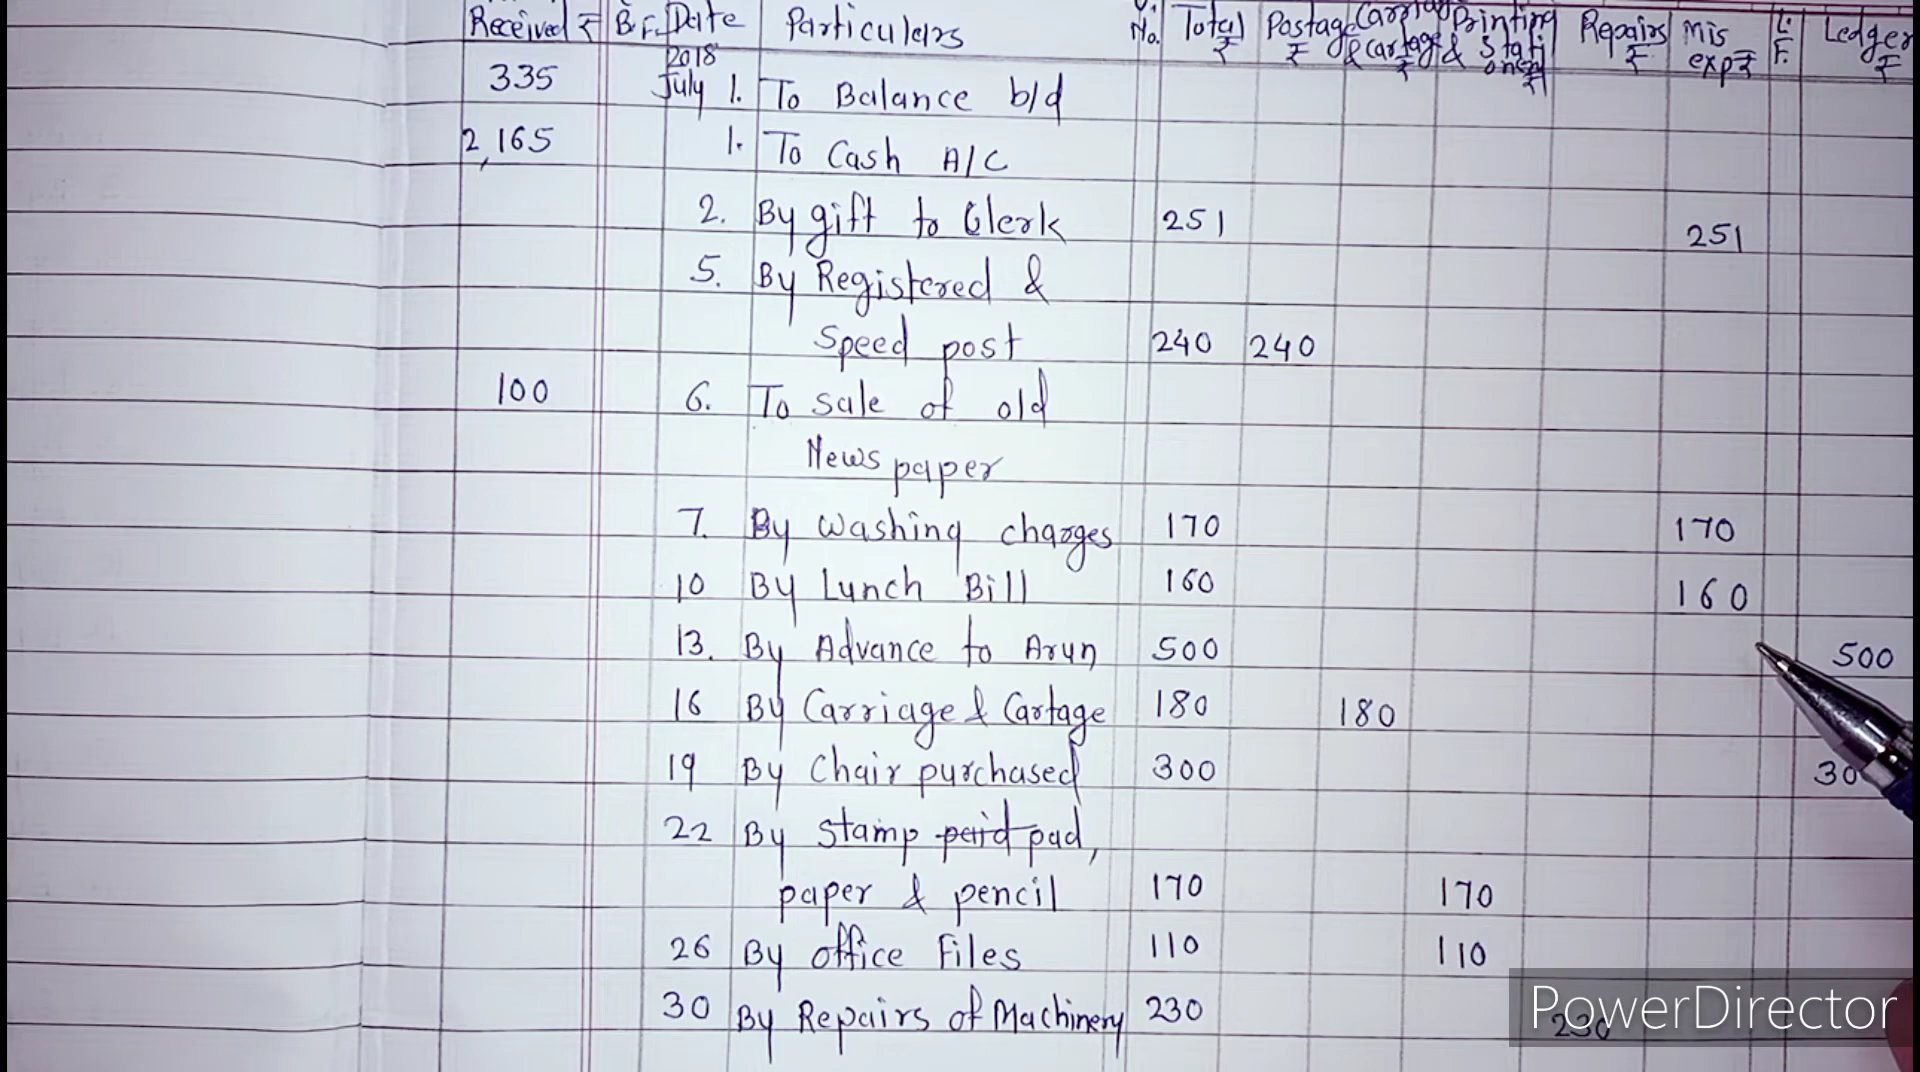 Received ₹ B.F. Date Particulars V. No. Total ₹ Postage ₹ Carriage & Cartage ₹ Printing & Stationery ₹ Repairs ₹ Mis exp ₹ L.F. Ledger ₹
2018
335 July 1. To Balance b/d
2,165 1. To Cash A/C
2. By gift to Clerk 251 251
5. By Registered &
Speed post 240 240
100 6. To sale of old
News paper
7. By washing charges 170 170
10 By Lunch Bill 160 160
13. By Advance to Arun 500 500
16 By Carriage & Cartage 180 180
19 By Chair purchased 300 30
22 By Stamp paid pad,
paper & pencil 170 170
26 By office Files 110 110
30 By Repairs of Machinery 230 230
PowerDirector